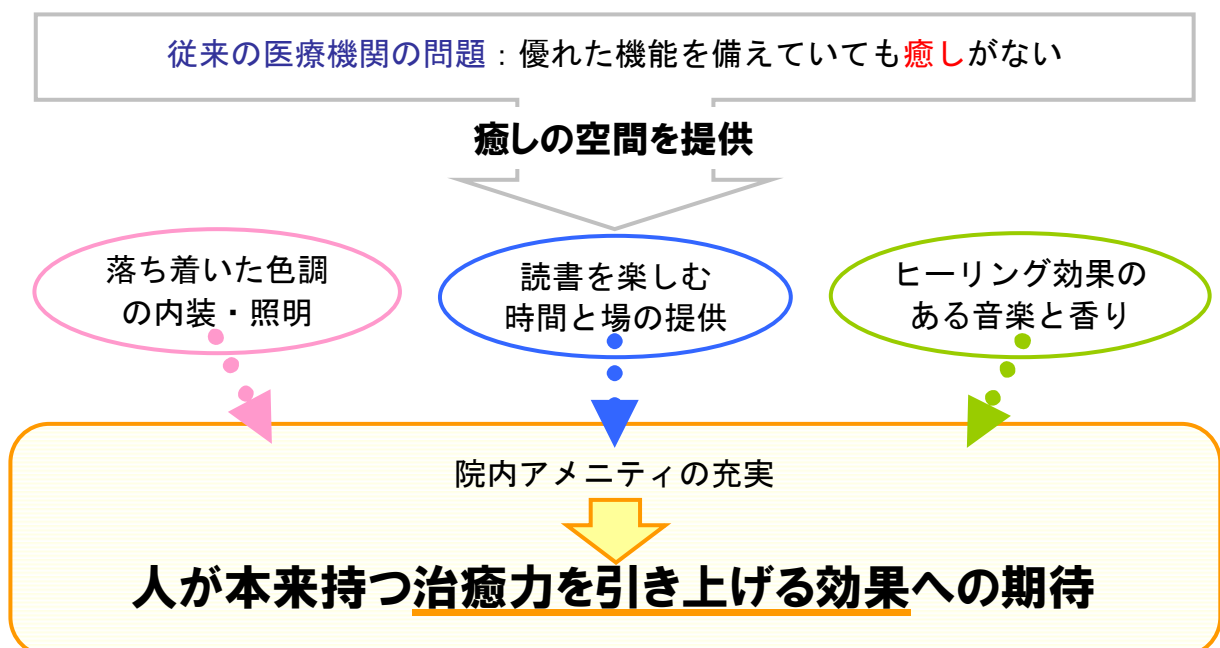 従来の医療機関の問題：優れた機能を備えていても癒しがない
癒しの空間を提供
落ち着いた色調
の内装・照明
読書を楽しむ
時間と場の提供
ヒーリング効果の
ある音楽と香り
院内アメニティの充実
人が本来持つ治癒力を引き上げる効果への期待